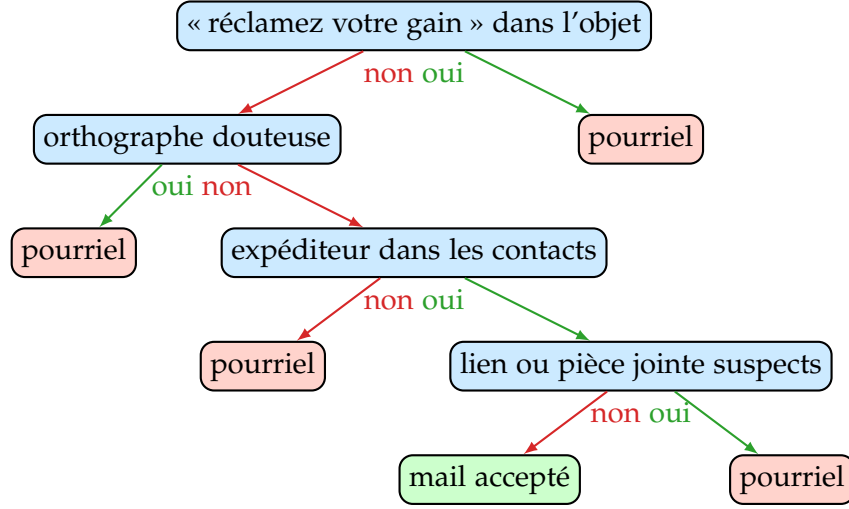 « réclamez votre gain » dans l'objet
non oui
orthographe douteuse
pourriel
oui non
pourriel
expéditeur dans les contacts
non oui
pourriel
lien ou pièce jointe suspects
non oui
mail accepté
pourriel